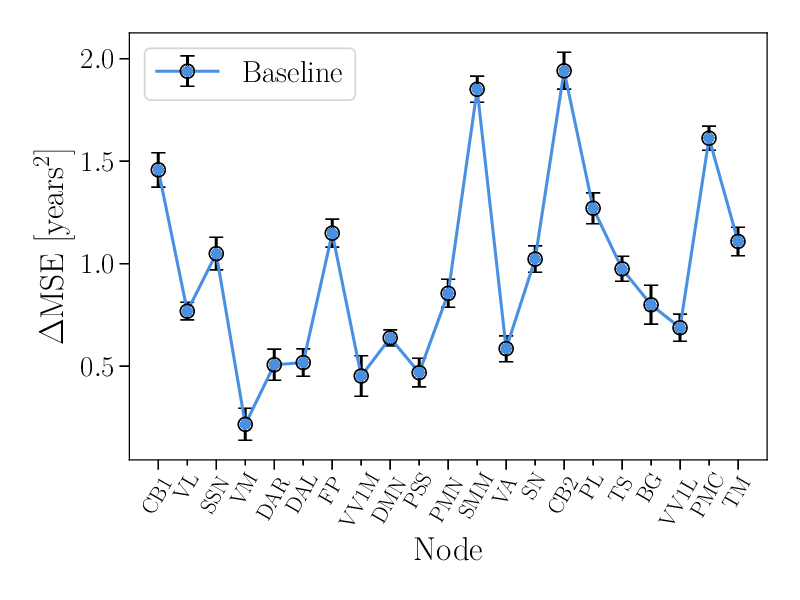 Baseline
2.0
1.5
1.0
0.5
ΔMSE [years²]
CB1 VL SSN VM DAR DAL FP VV1M DMN PSS PMN SMM VA SN CB2 PL TS BG VV1L PMC TM
Node